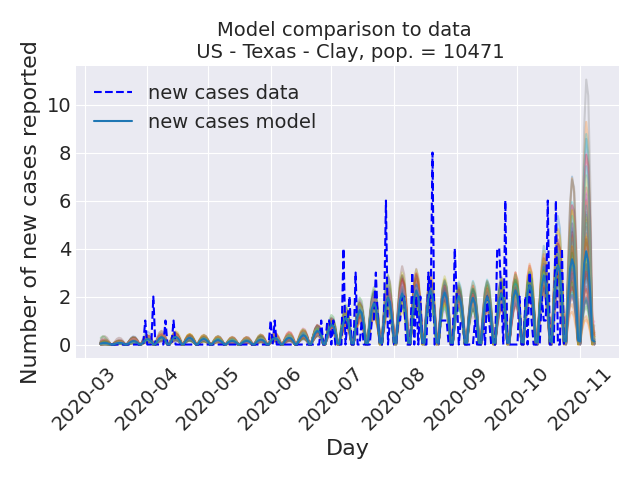 Model comparison to data
US - Texas - Clay, pop. = 10471
new cases data
new cases model
Number of new cases reported
10
8
6
4
2
0
2020-03
2020-04
2020-05
2020-06
2020-07
2020-08
2020-09
2020-10
2020-11
Day